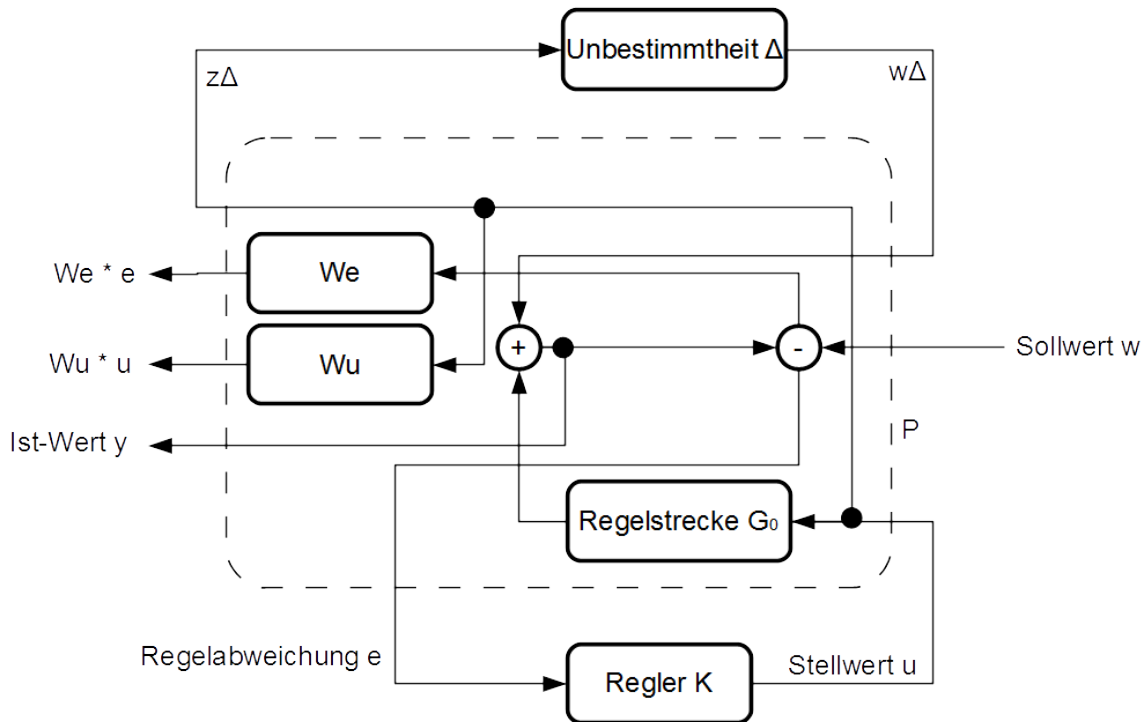 Unbestimmtheit Δ
zΔ
wΔ
We * e
We
Wu * u
Wu
+
-
Sollwert w
Ist-Wert y
P
Regelstrecke G₀
Regelabweichung e
Regler K
Stellwert u